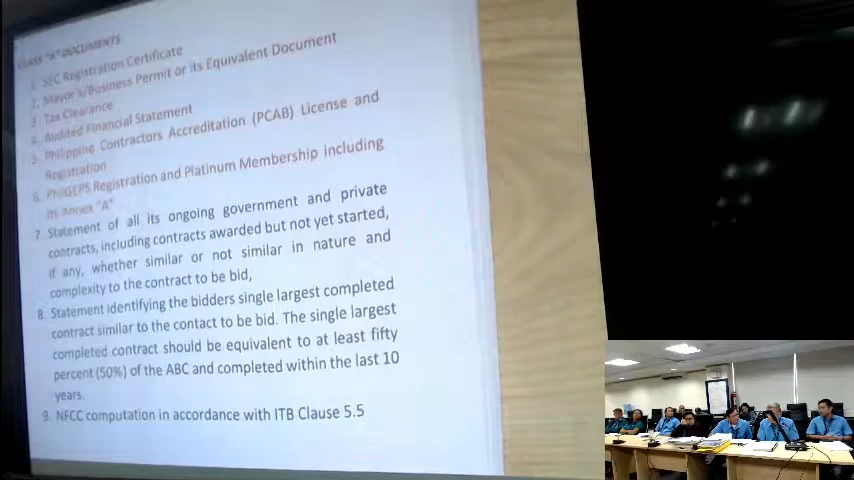 CLASS "A" DOCUMENTS
1. SEC Registration Certificate
2. Mayor's/Business Permit or its Equivalent Document
3. Tax Clearance
4. Audited Financial Statement
5. Philippine Contractors Accreditation (PCAB) License and
Registration
6. PhilGEPS Registration and Platinum Membership including
its Annex "A"
7. Statement of all its ongoing government and private
contracts, including contracts awarded but not yet started,
if any, whether similar or not similar in nature and
complexity to the contract to be bid,
8. Statement identifying the bidders single largest completed
contract similar to the contact to be bid. The single largest
completed contract should be equivalent to at least fifty
percent (50%) of the ABC and completed within the last 10
years.
9. NFCC computation in accordance with ITB Clause 5.5